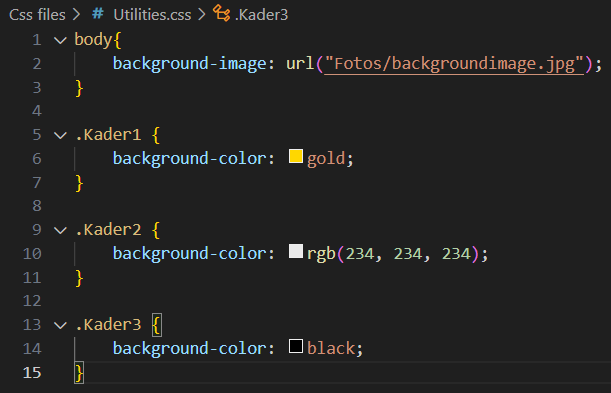 Css files > # Utilities.css > .Kader3
1 body{
2 background-image: url("Fotos/backgroundimage.jpg");
3 }
4
5 .Kader1 {
6 background-color: gold;
7 }
8
9 .Kader2 {
10 background-color: rgb(234, 234, 234);
11 }
12
13 .Kader3 {
14 background-color: black;
15 }